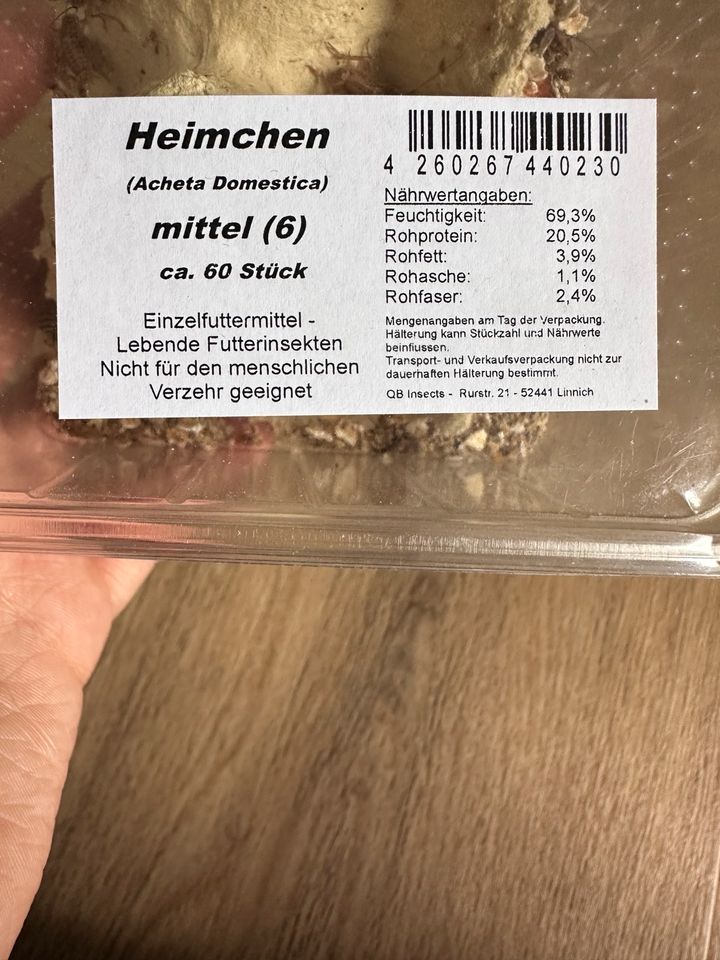 Heimchen
(Acheta Domestica)
mittel (6)
ca. 60 Stück
Einzelfuttermittel -
Lebende Futterinsekten
Nicht für den menschlichen
Verzehr geeignet
4 260267 440230
Nährwertangaben:
Feuchtigkeit: 69,3%
Rohprotein: 20,5%
Rohfett: 3,9%
Rohasche: 1,1%
Rohfaser: 2,4%
Mengenangaben am Tag der Verpackung.
Hälterung kann Stückzahl und Nährwerte
beinflussen.
Transport- und Verkaufsverpackung nicht zur
dauerhaften Hälterung bestimmt.
QB Insects - Rurstr. 21 - 52441 Linnich